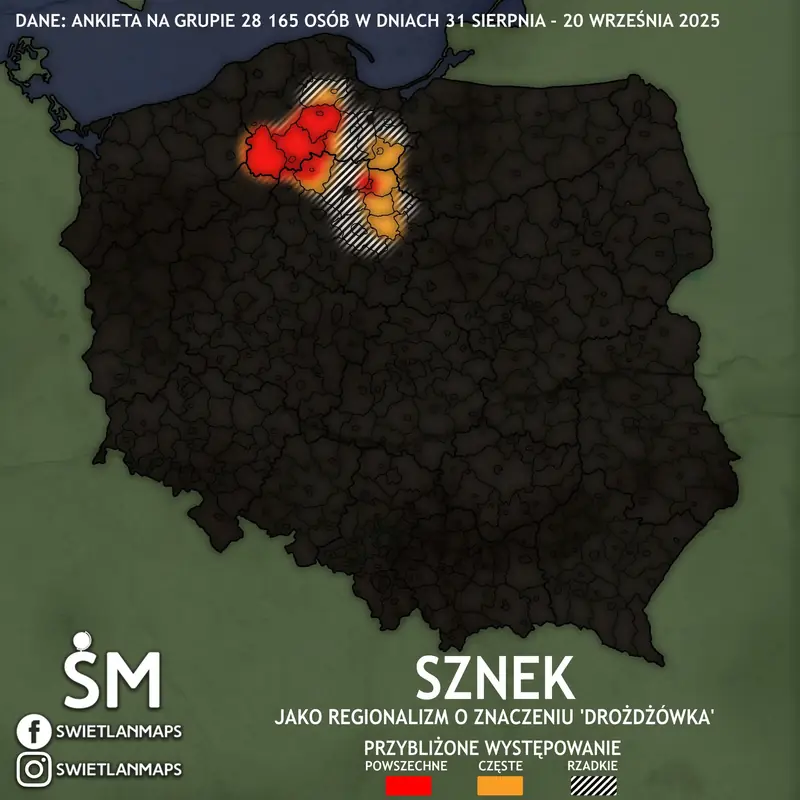 DANE: ANKIETA NA GRUPIE 28 165 OSÓB W DNIACH 31 SIERPNIA - 20 WRZEŚNIA 2025
ŚM
SWIETLANMAPS
SWIETLANMAPS
SZNEK
JAKO REGIONALIZM O ZNACZENIU 'DROŻDŻÓWKA'
PRZYBLIŻONE WYSTĘPOWANIE
POWSZECHNE CZĘSTE RZADKIE